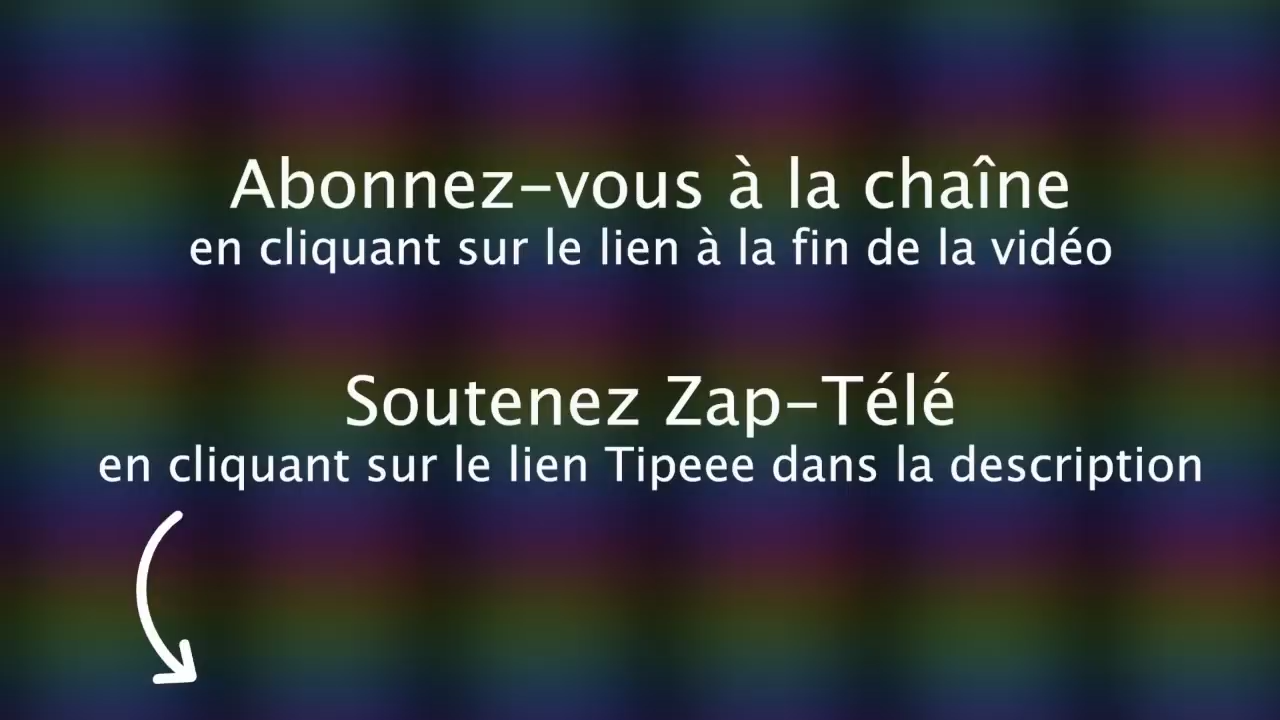 Abonnez-vous à la chaîne
en cliquant sur le lien à la fin de la vidéo
Soutenez Zap-Télé
en cliquant sur le lien Tipeee dans la description